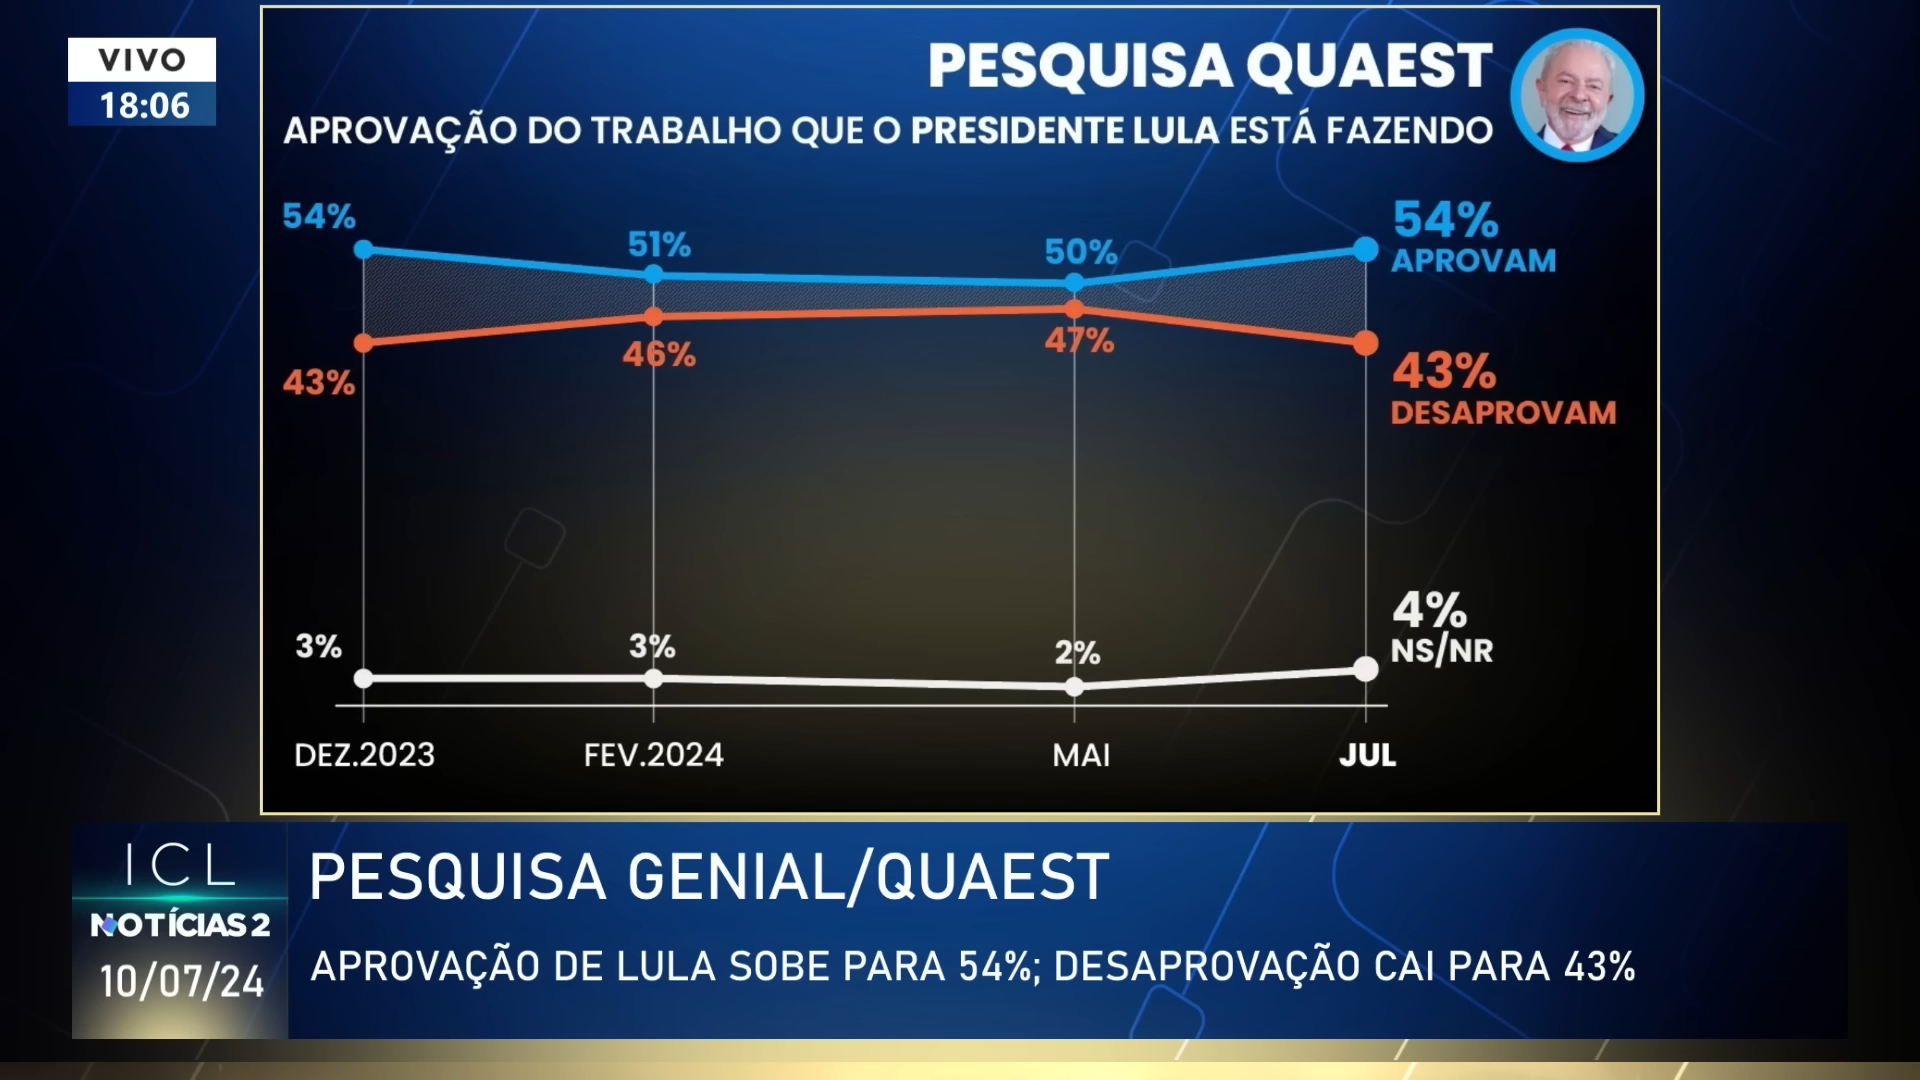 VIVO
18:06
PESQUISA QUAEST
APROVAÇÃO DO TRABALHO QUE O PRESIDENTE LULA ESTÁ FAZENDO
54%
51%
50%
54%
APROVAM
43%
46%
47%
43%
DESAPROVAM
3%
3%
2%
4%
NS/NR
DEZ.2023
FEV.2024
MAI
JUL
ICL
NOTÍCIAS 2
10/07/24
PESQUISA GENIAL/QUAEST
APROVAÇÃO DE LULA SOBE PARA 54%; DESAPROVAÇÃO CAI PARA 43%